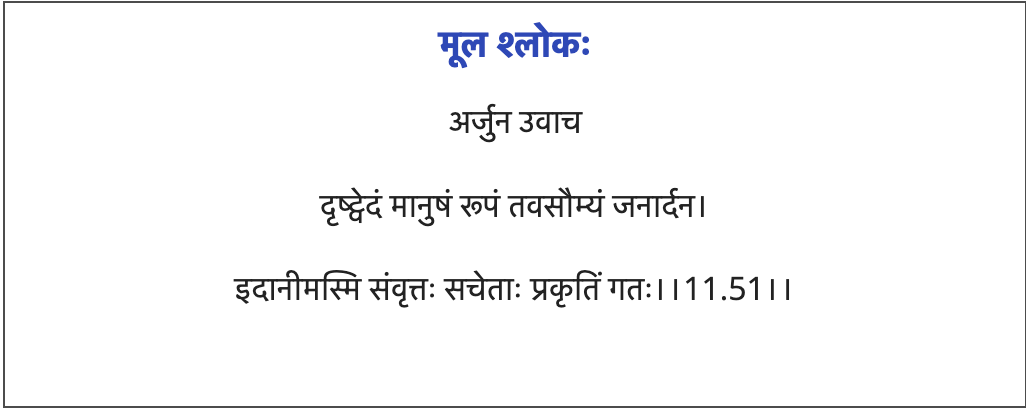 मूल श्लोकः
अर्जुन उवाच
दृष्ट्वेदं मानुषं रूपं तवसौम्यं जनार्दन।
इदानीमस्मि संवृत्तः सचेताः प्रकृतिं गतः।।11.51।।